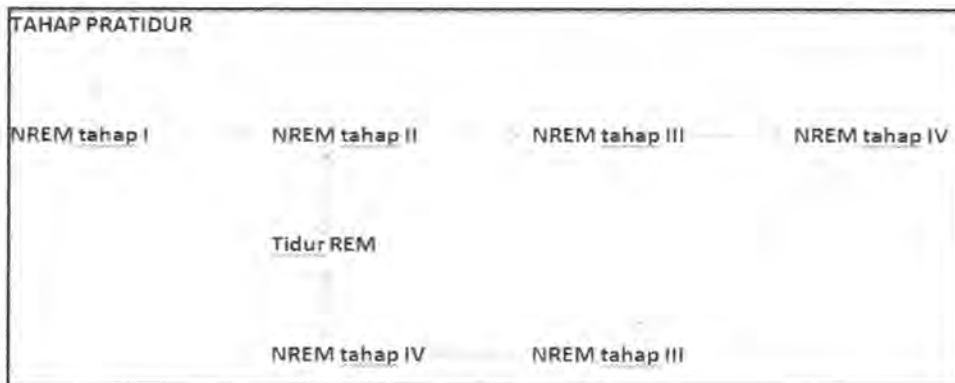 TAHAP PRATIDUR
NREM tahap I NREM tahap II NREM tahap III NREM tahap IV
Tidur REM
NREM tahap IV NREM tahap III